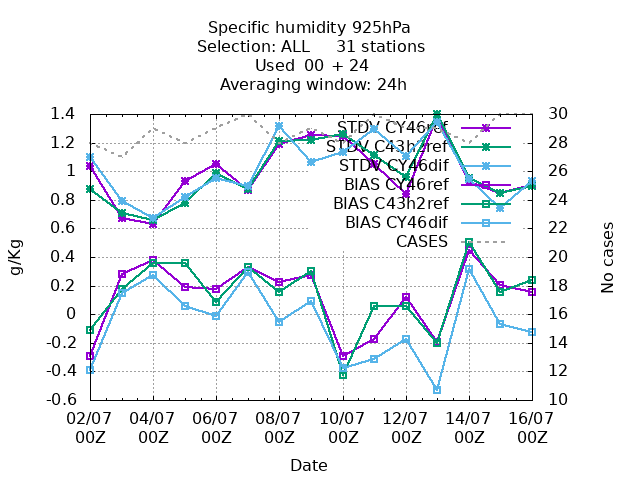 Specific humidity 925hPa
Selection: ALL 31 stations
Used 00 + 24
Averaging window: 24h
g/Kg
1.4
1.2
1
0.8
0.6
0.4
0.2
0
-0.2
-0.4
-0.6
STDV CY46ref
STDV C43h2ref
STDV CY46dif
BIAS CY46ref
BIAS C43h2ref
BIAS CY46dif
CASES
30
28
26
24
22
20
18
16
14
12
10
No cases
02/07 04/07 06/07 08/07 10/07 12/07 14/07 16/07
00Z 00Z 00Z 00Z 00Z 00Z 00Z 00Z
Date